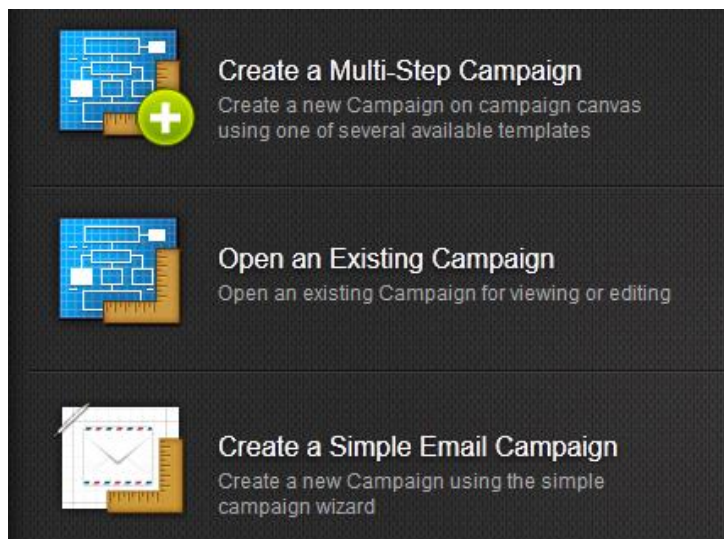 Create a Multi-Step Campaign
Create a new Campaign on campaign canvas
using one of several available templates
Open an Existing Campaign
Open an existing Campaign for viewing or editing
Create a Simple Email Campaign
Create a new Campaign using the simple
campaign wizard